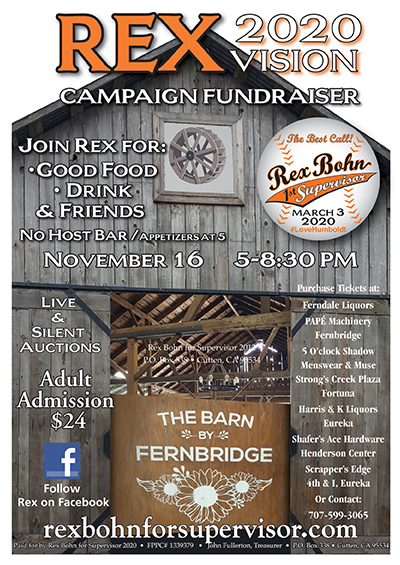 REX 2020
VISION
CAMPAIGN FUNDRAISER
JOIN REX FOR:
• GOOD FOOD
• DRINK
& FRIENDS
NO HOST BAR / APPETIZERS AT 5
The Best Call!
Rex Bohn
1st Supervisor
MARCH 3
2020
#LoveHumboldt
NOVEMBER 16 5-8:30 PM
LIVE
&
SILENT
AUCTIONS
Adult
Admission
$24
Follow
Rex on Facebook
Rex Bohn for Supervisor
P.O. Box 338 • Cutten, CA 95534
THE BARN
BY
FERNBRIDGE
Purchase Tickets at:
Ferndale Liquors
PAPÉ Machinery
Fernbridge
5 O'clock Shadow
Menswear & Muse
Strong's Creek Plaza
Fortuna
Harris & K Liquors
Eureka
Shafer's Ace Hardware
Henderson Center
Scrapper's Edge
4th & I, Eureka
Or Contact:
707-599-3065
rexbohnforsupervisor.com
Paid for by Rex Bohn for Supervisor 2020 • FPPC# 1339379 • John Fullerton, Treasurer • P.O. Box 338 • Cutten, CA 95534